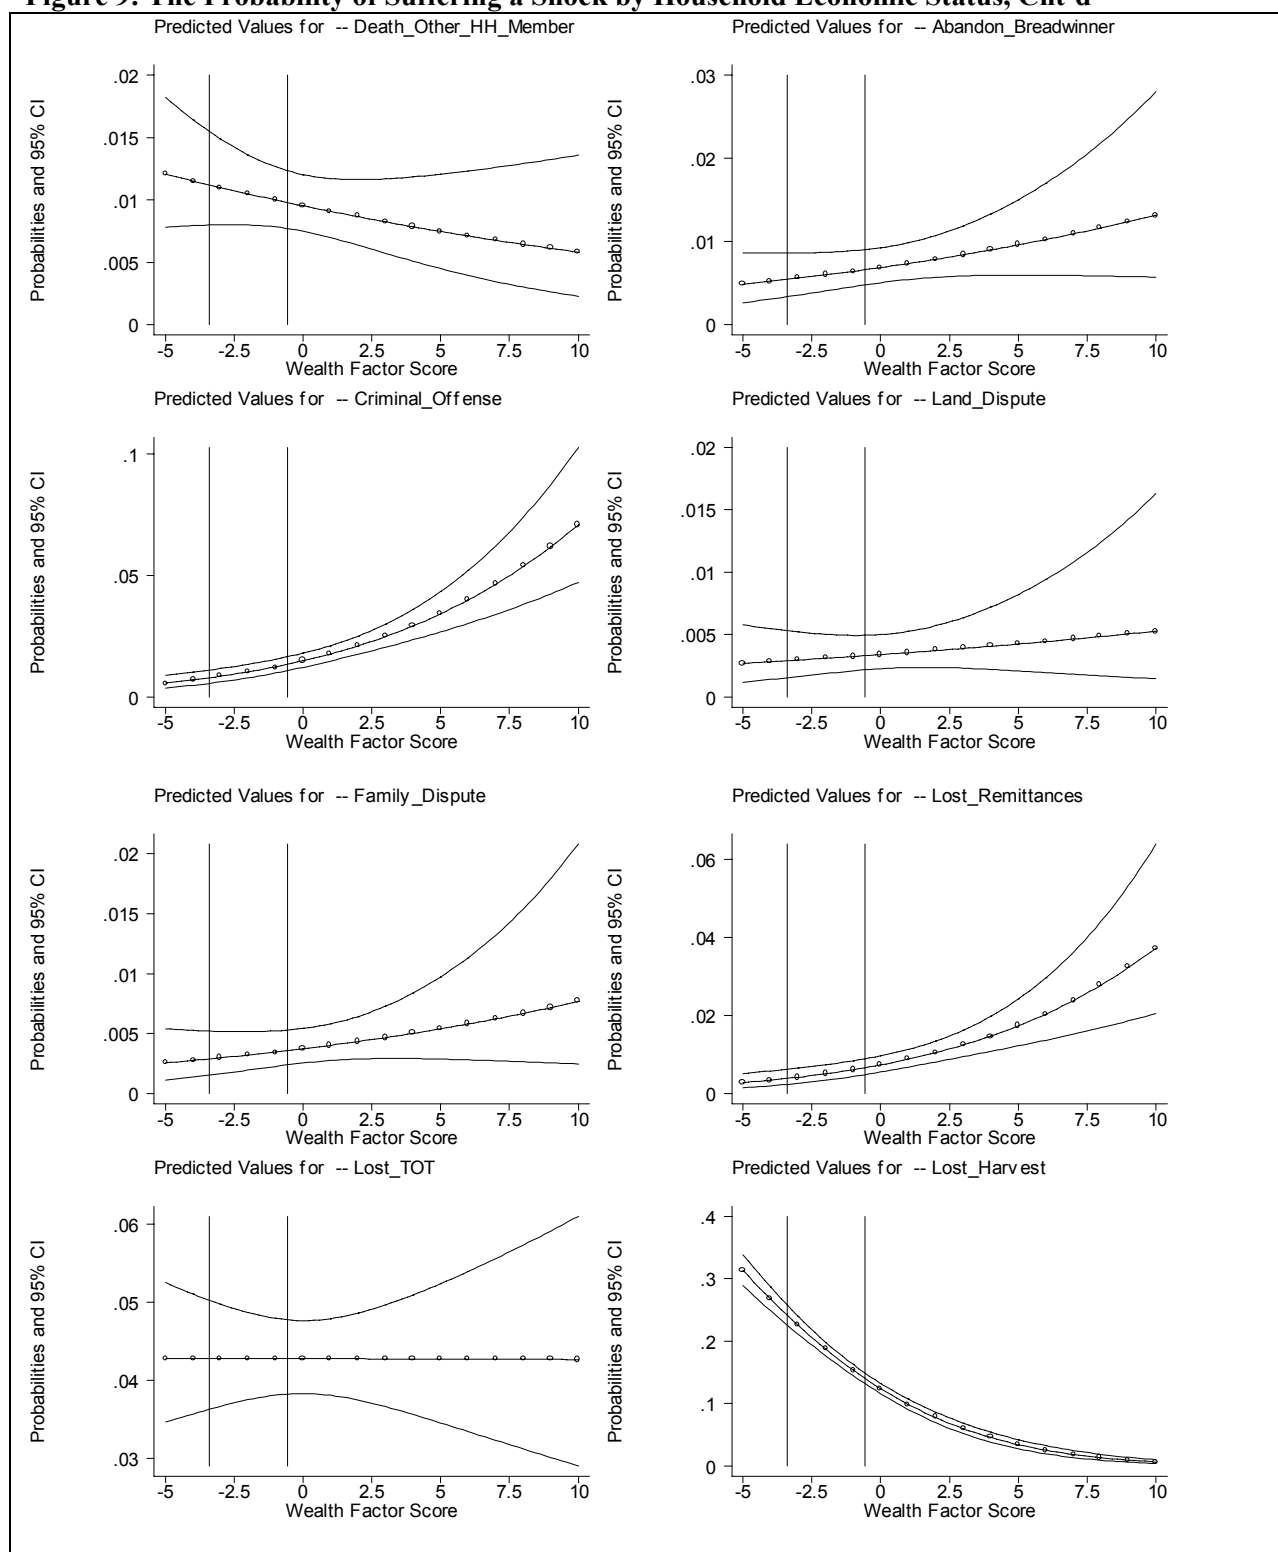 Figure 9: The Probability of Suffering a Shock by Household Economic Status, Cnt'd
Predicted Values for -- Death_Other_HH_Member
Probabilities and 95% CI
.02
.015
.01
.005
0
-5 -2.5 0 2.5 5 7.5 10
Wealth Factor Score
Predicted Values for -- Abandon_Breadwinner
Probabilities and 95% CI
.03
.02
.01
0
-5 -2.5 0 2.5 5 7.5 10
Wealth Factor Score
Predicted Values for -- Criminal_Offense
Probabilities and 95% CI
.1
.05
0
-5 -2.5 0 2.5 5 7.5 10
Wealth Factor Score
Predicted Values for -- Land_Dispute
Probabilities and 95% CI
.02
.015
.01
.005
0
-5 -2.5 0 2.5 5 7.5 10
Wealth Factor Score
Predicted Values for -- Family_Dispute
Probabilities and 95% CI
.02
.015
.01
.005
0
-5 -2.5 0 2.5 5 7.5 10
Wealth Factor Score
Predicted Values for -- Lost_Remittances
Probabilities and 95% CI
.06
.04
.02
0
-5 -2.5 0 2.5 5 7.5 10
Wealth Factor Score
Predicted Values for -- Lost_TOT
Probabilities and 95% CI
.06
.05
.04
.03
-5 -2.5 0 2.5 5 7.5 10
Wealth Factor Score
Predicted Values for -- Lost_Harvest
Probabilities and 95% CI
.4
.3
.2
.1
0
-5 -2.5 0 2.5 5 7.5 10
Wealth Factor Score